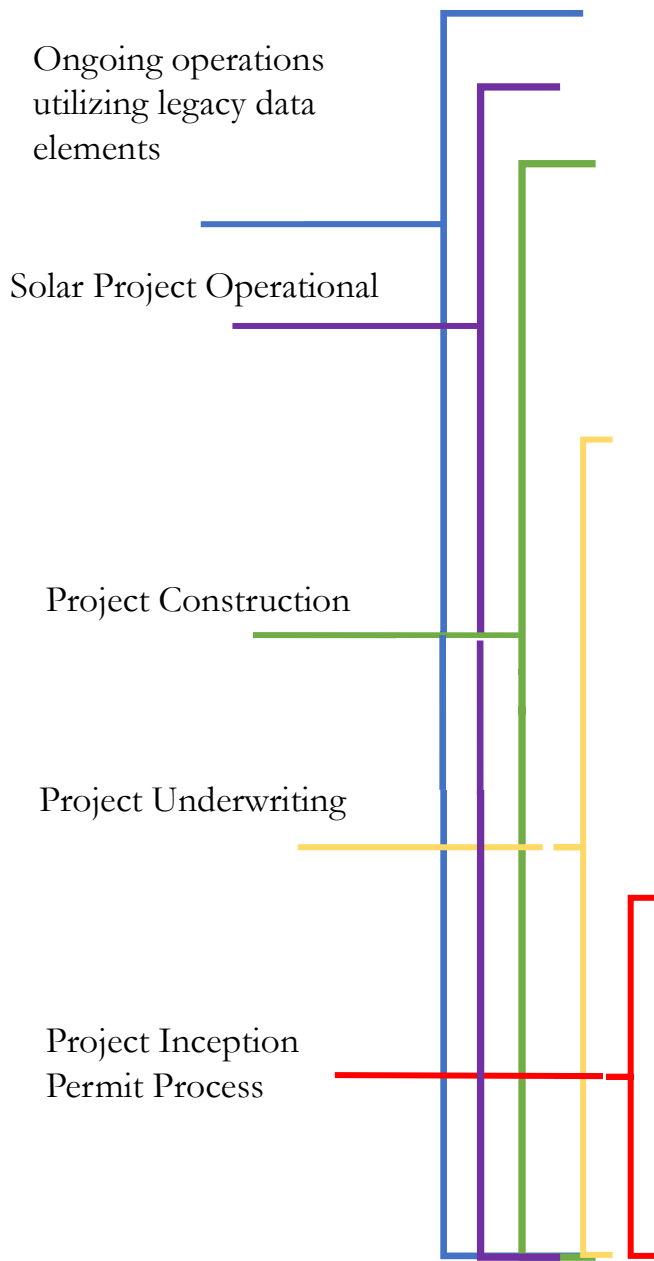 Ongoing operations
utilizing legacy data
elements
Solar Project Operational
Project Construction
Project Underwriting
Project Inception
Permit Process